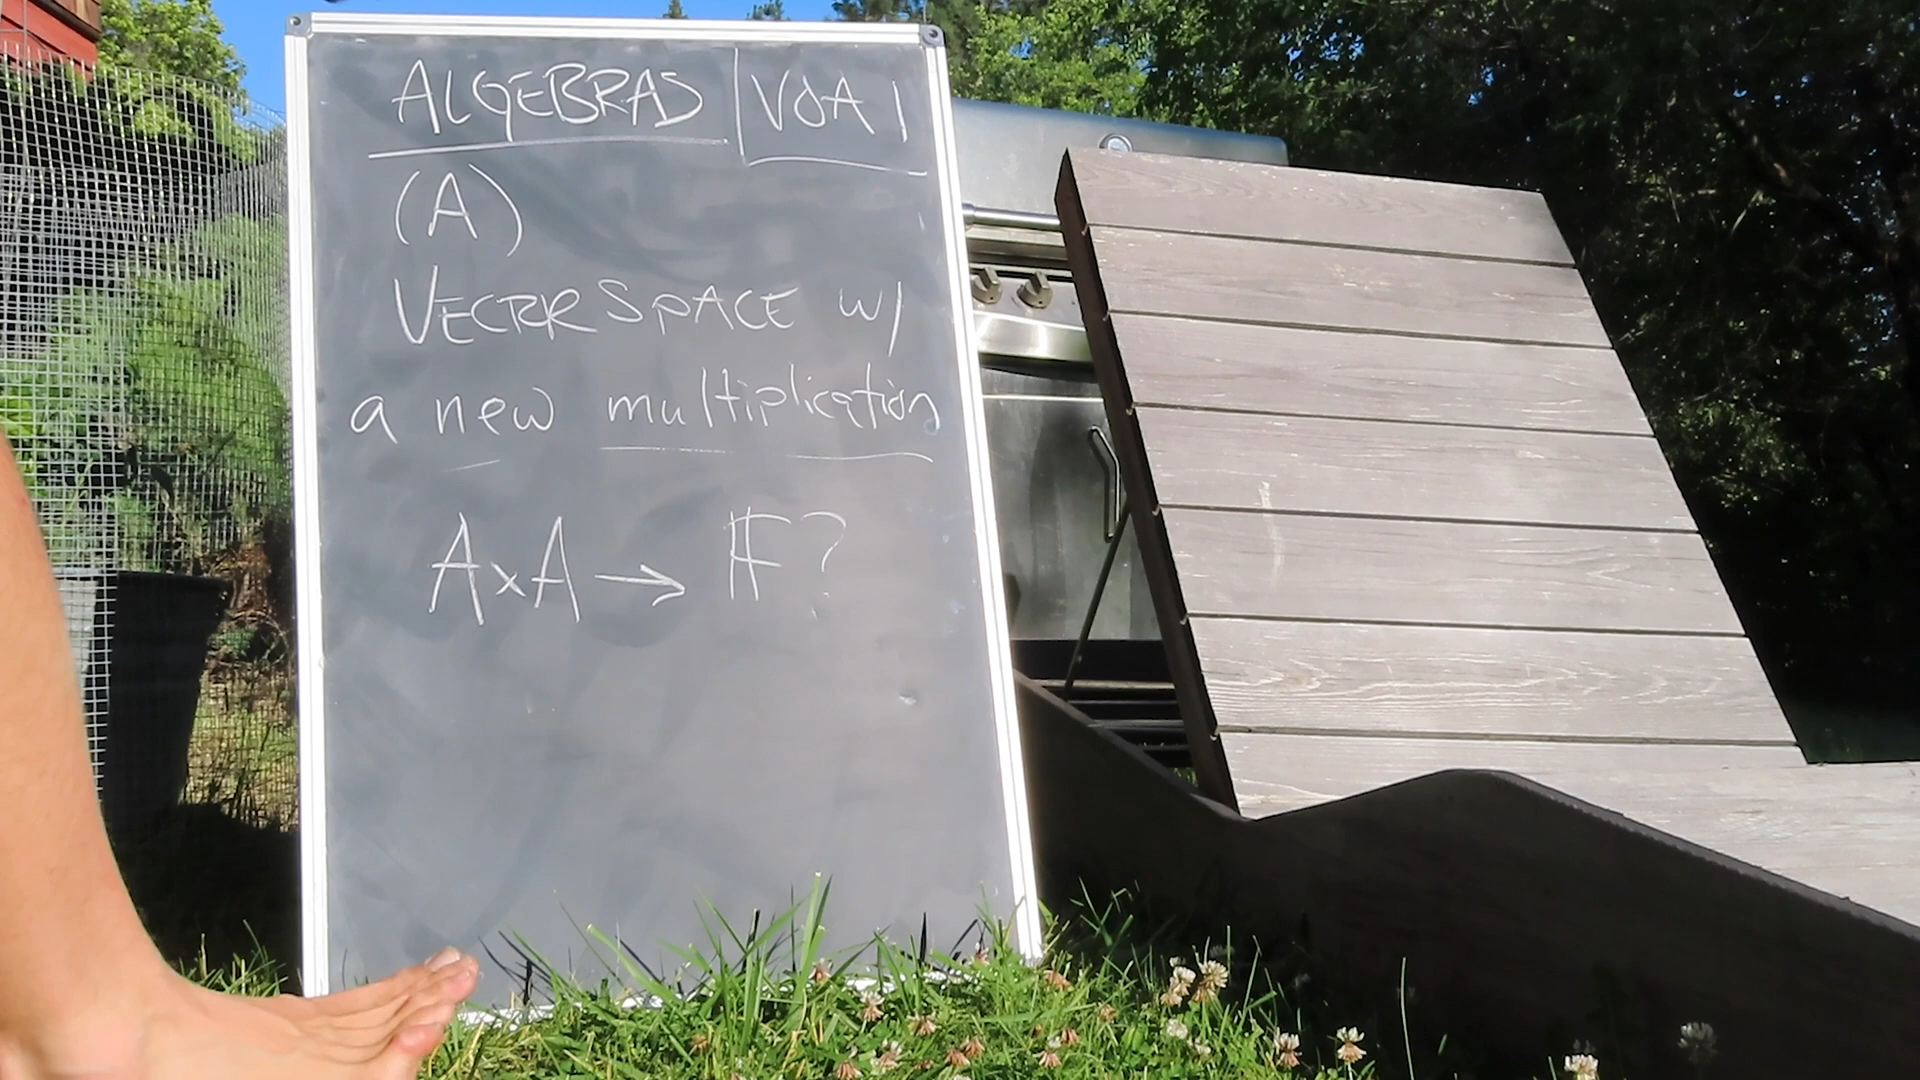 ALGEBRAS | VOA 1
(A)
VECTOR SPACE w/
a new multiplication
A×A → 𝔽?